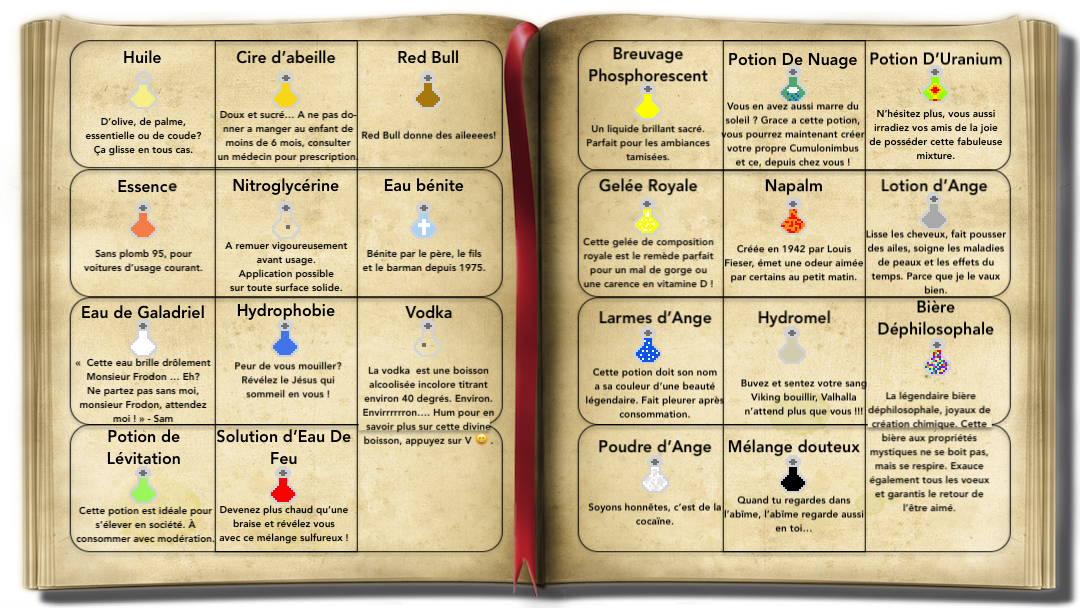 Huile
D'olive, de palme,
essentielle ou de coude?
Ça glisse en tous cas.
Cire d'abeille
Doux et sucré... A ne pas do-
nner a manger au enfant de
moins de 6 mois, consulter
un médecin pour prescription.
Red Bull
Red Bull donne des aileeees!
Essence
Sans plomb 95, pour
voitures d'usage courant.
Nitroglycérine
A remuer vigoureusement
avant usage.
Application possible
sur toute surface solide.
Eau bénite
Bénite par le père, le fils
et le barman depuis 1975.
Eau de Galadriel
« Cette eau brille drôlement
Monsieur Frodon ... Eh?
Ne partez pas sans moi,
monsieur Frodon, attendez
moi ! » - Sam
Hydrophobie
Peur de vous mouiller?
Révélez le Jésus qui
sommeil en vous !
Vodka
La vodka est une boisson
alcoolisée incolore titrant
environ 40 degrés. Environ.
Envirrrrrron.... Hum pour en
savoir plus sur cette divine
boisson, appuyez sur V 😊 .
Potion de
Lévitation
Cette potion est idéale pour
s'élever en société. À
consommer avec modération.
Solution d'Eau De
Feu
Devenez plus chaud qu'une
braise et révélez vous
avec ce mélange sulfureux !
Breuvage
Phosphorescent
Un liquide brillant sacré.
Parfait pour les ambiances
tamisées.
Potion De Nuage
Vous en avez aussi marre du
soleil ? Grace a cette potion,
vous pourrez maintenant créer
votre propre Cumulonimbus
et ce, depuis chez vous !
Potion D'Uranium
N'hésitez plus, vous aussi
irradiez vos amis de la joie
de posséder cette fabuleuse
mixture.
Gelée Royale
Cette gelée de composition
royale est le remède parfait
pour un mal de gorge ou
une carence en vitamine D !
Napalm
Créée en 1942 par Louis
Fieser, émet une odeur aimée
par certains au petit matin.
Lotion d'Ange
Lisse les cheveux, fait pousser
des ailes, soigne les maladies
de peaux et les effets du
temps. Parce que je le vaux
bien.
Larmes d'Ange
Cette potion doit son nom
a sa couleur d'une beauté
légendaire. Fait pleurer après
consommation.
Hydromel
Buvez et sentez votre sang
Viking bouillir, Valhalla
n'attend plus que vous !!!
Bière
Déphilosophale
La légendaire bière
déphilosophale, joyaux de
création chimique. Cette
bière aux propriétés
mystiques ne se boit pas,
mais se respire. Exauce
également tous les voeux
et garantis le retour de
l'être aimé.
Poudre d'Ange
Soyons honnêtes, c'est de la
cocaïne.
Mélange douteux
Quand tu regardes dans
l'abîme, l'abîme regarde aussi
en toi...